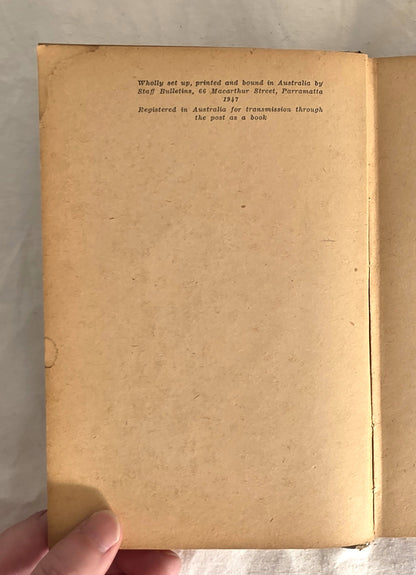 Wholly set up, printed and bound in Australia by
Staff Bulletins, 66 Macarthur Street, Parramatta
1947
Registered in Australia for transmission through
the post as a book